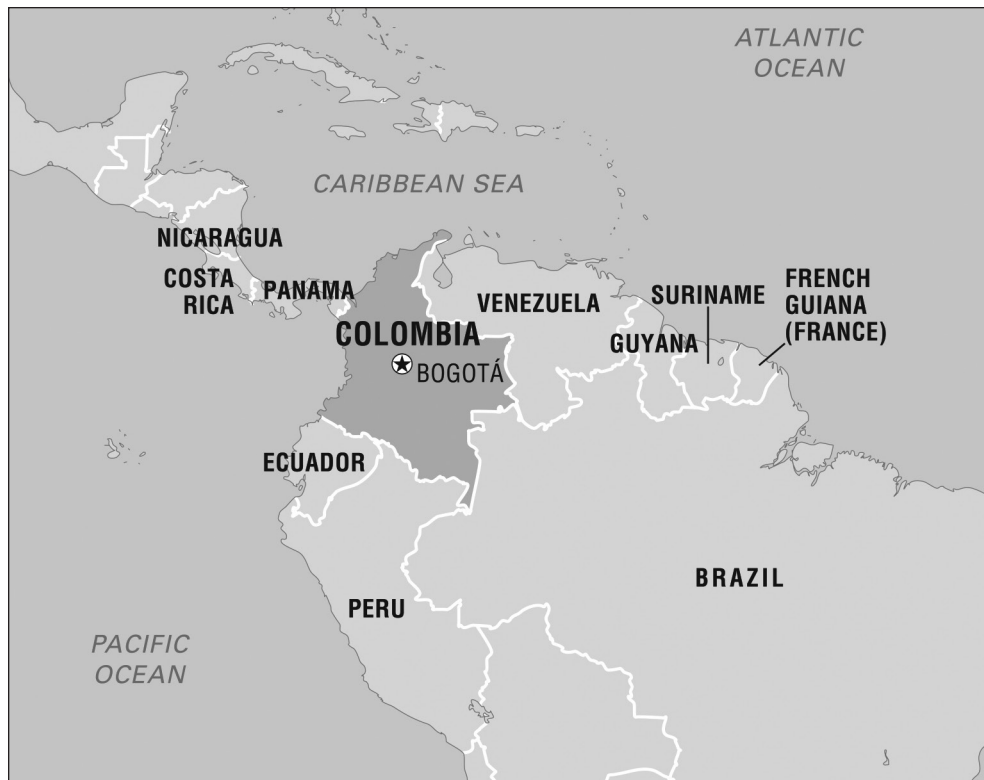 ATLANTIC
OCEAN
CARIBBEAN SEA
NICARAGUA
COSTA
RICA
PANAMA
COLOMBIA
BOGOTÁ
VENEZUELA
GUYANA
SURINAME
FRENCH
GUIANA
(FRANCE)
ECUADOR
PERU
BRAZIL
PACIFIC
OCEAN